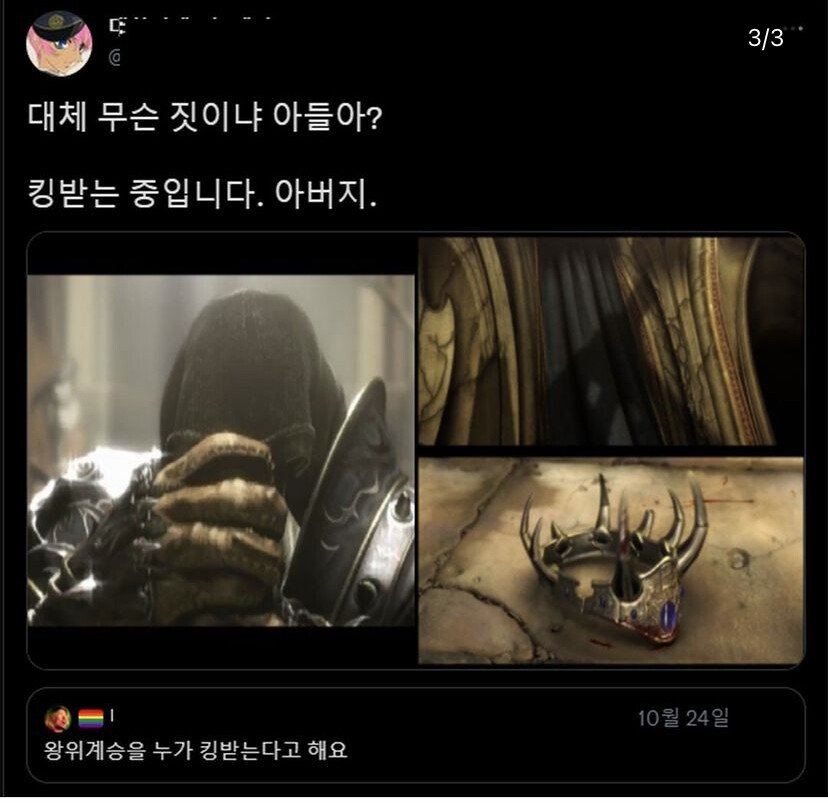 3/3
@
대체 무슨 짓이냐 아들아?
킹받는 중입니다. 아버지.
10월 24일
왕위계승을 누가 킹받는다고 해요